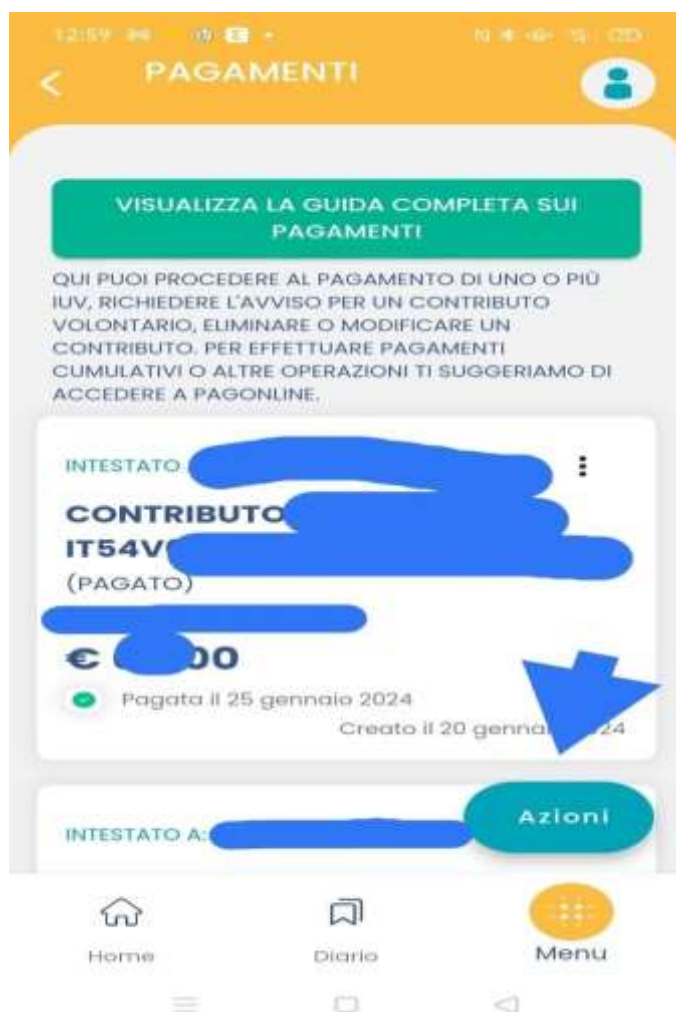 12:59
PAGAMENTI
VISUALIZZA LA GUIDA COMPLETA SUI
PAGAMENTI
QUI PUOI PROCEDERE AL PAGAMENTO DI UNO O PIÙ
IUV, RICHIEDERE L'AVVISO PER UN CONTRIBUTO
VOLONTARIO, ELIMINARE O MODIFICARE UN
CONTRIBUTO. PER EFFETTUARE PAGAMENTI
CUMULATIVI O ALTRE OPERAZIONI TI SUGGERIAMO DI
ACCEDERE A PAGONLINE.
INTESTATO
CONTRIBUTO
IT54V
(PAGATO)
€ 00
Pagata il 25 gennaio 2024
Creato il 20 24
Azioni
INTESTATO A:
Home
Diario
Menu